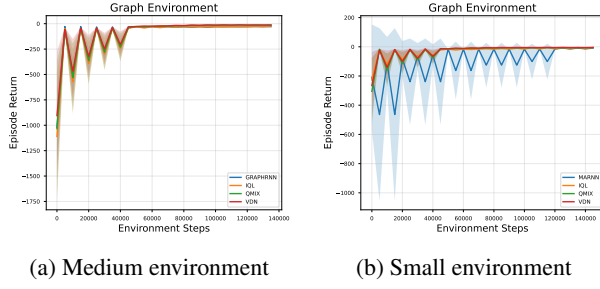 Graph Environment
0
−250
−500
−750
−1000
−1250
−1500
−1750
Episode Return
0
20000
40000
60000
80000
100000
120000
140000
Environment Steps
GRAPHRNN
IQL
QMIX
VDN
(a) Medium environment
Graph Environment
200
0
−200
−400
−600
−800
−1000
Episode Return
0
20000
40000
60000
80000
100000
120000
140000
Environment Steps
MARNN
IQL
QMIX
VDN
(b) Small environment